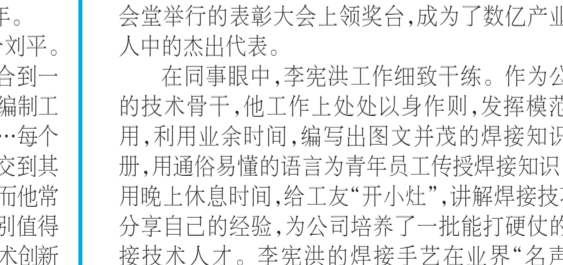 年。
刘平。
合到一
编制工
…每个
交到其
而他常
别值得
术创新
会堂举行的表彰大会上领奖台,成为了数亿产业
人中的杰出代表。
在同事眼中,李宪洪工作细致干练。作为公
的技术骨干,他工作上处处以身作则,发挥模范
用,利用业余时间,编写出图文并茂的焊接知识
册,用通俗易懂的语言为青年员工传授焊接知识
用晚上休息时间,给工友“开小灶”,讲解焊接技巧
分享自己的经验,为公司培养了一批能打硬仗的
接技术人才。李宪洪的焊接手艺在业界“名声